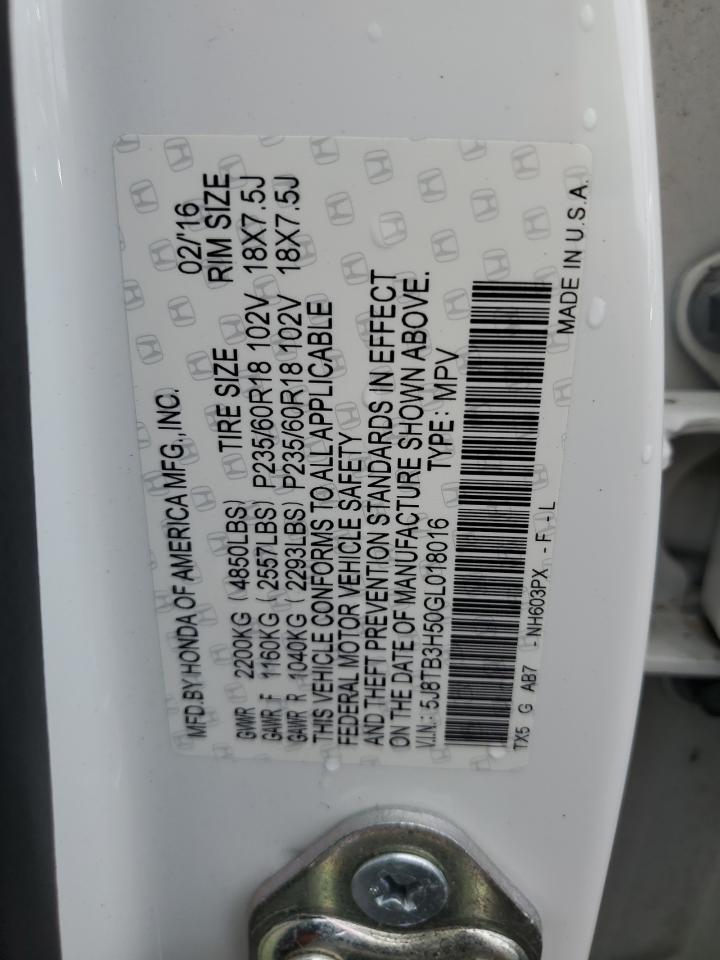 MFD.BY HONDA OF AMERICA MFG.,INC. 02/'16
TIRE SIZE RIM SIZE
GVWR 2200KG ( 4850LBS)
GAWR F 1160KG ( 2557LBS) P235/60R18 102V 18X7.5J
GAWR R 1040KG ( 2293LBS) P235/60R18 102V 18X7.5J
THIS VEHICLE CONFORMS TO ALL APPLICABLE
FEDERAL MOTOR VEHICLE SAFETY
AND THEFT PREVENTION STANDARDS IN EFFECT
ON THE DATE OF MANUFACTURE SHOWN ABOVE.
V.I.N.: 5J8TB3H50GL018016 TYPE : MPV
TX5 G AB7 - NH603PX - F - L MADE IN U.S.A.